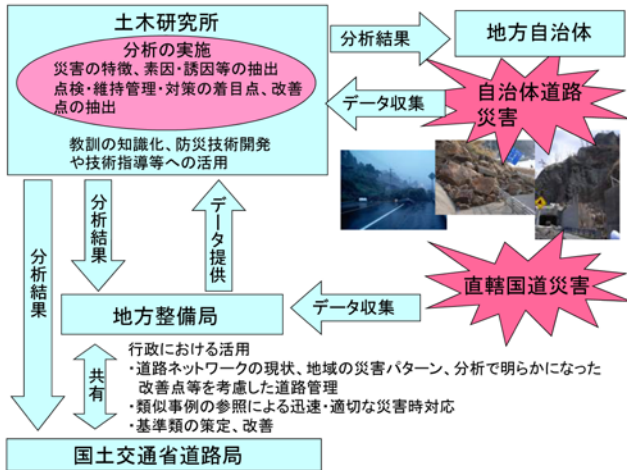 土木研究所
分析の実施
災害の特徴、素因・誘因等の抽出
点検・維持管理・対策の着目点、改善
点の抽出
教訓の知識化、防災技術開発
や技術指導等への活用
分析結果
地方自治体
データ収集
自治体道路
災害
分析結果
分析結果
データ提供
直轄国道災害
データ収集
地方整備局
共有
行政における活用
・道路ネットワークの現状、地域の災害パターン、分析で明らかになった
改善点等を考慮した道路管理
・類似事例の参照による迅速・適切な災害時対応
・基準類の策定、改善
国土交通省道路局